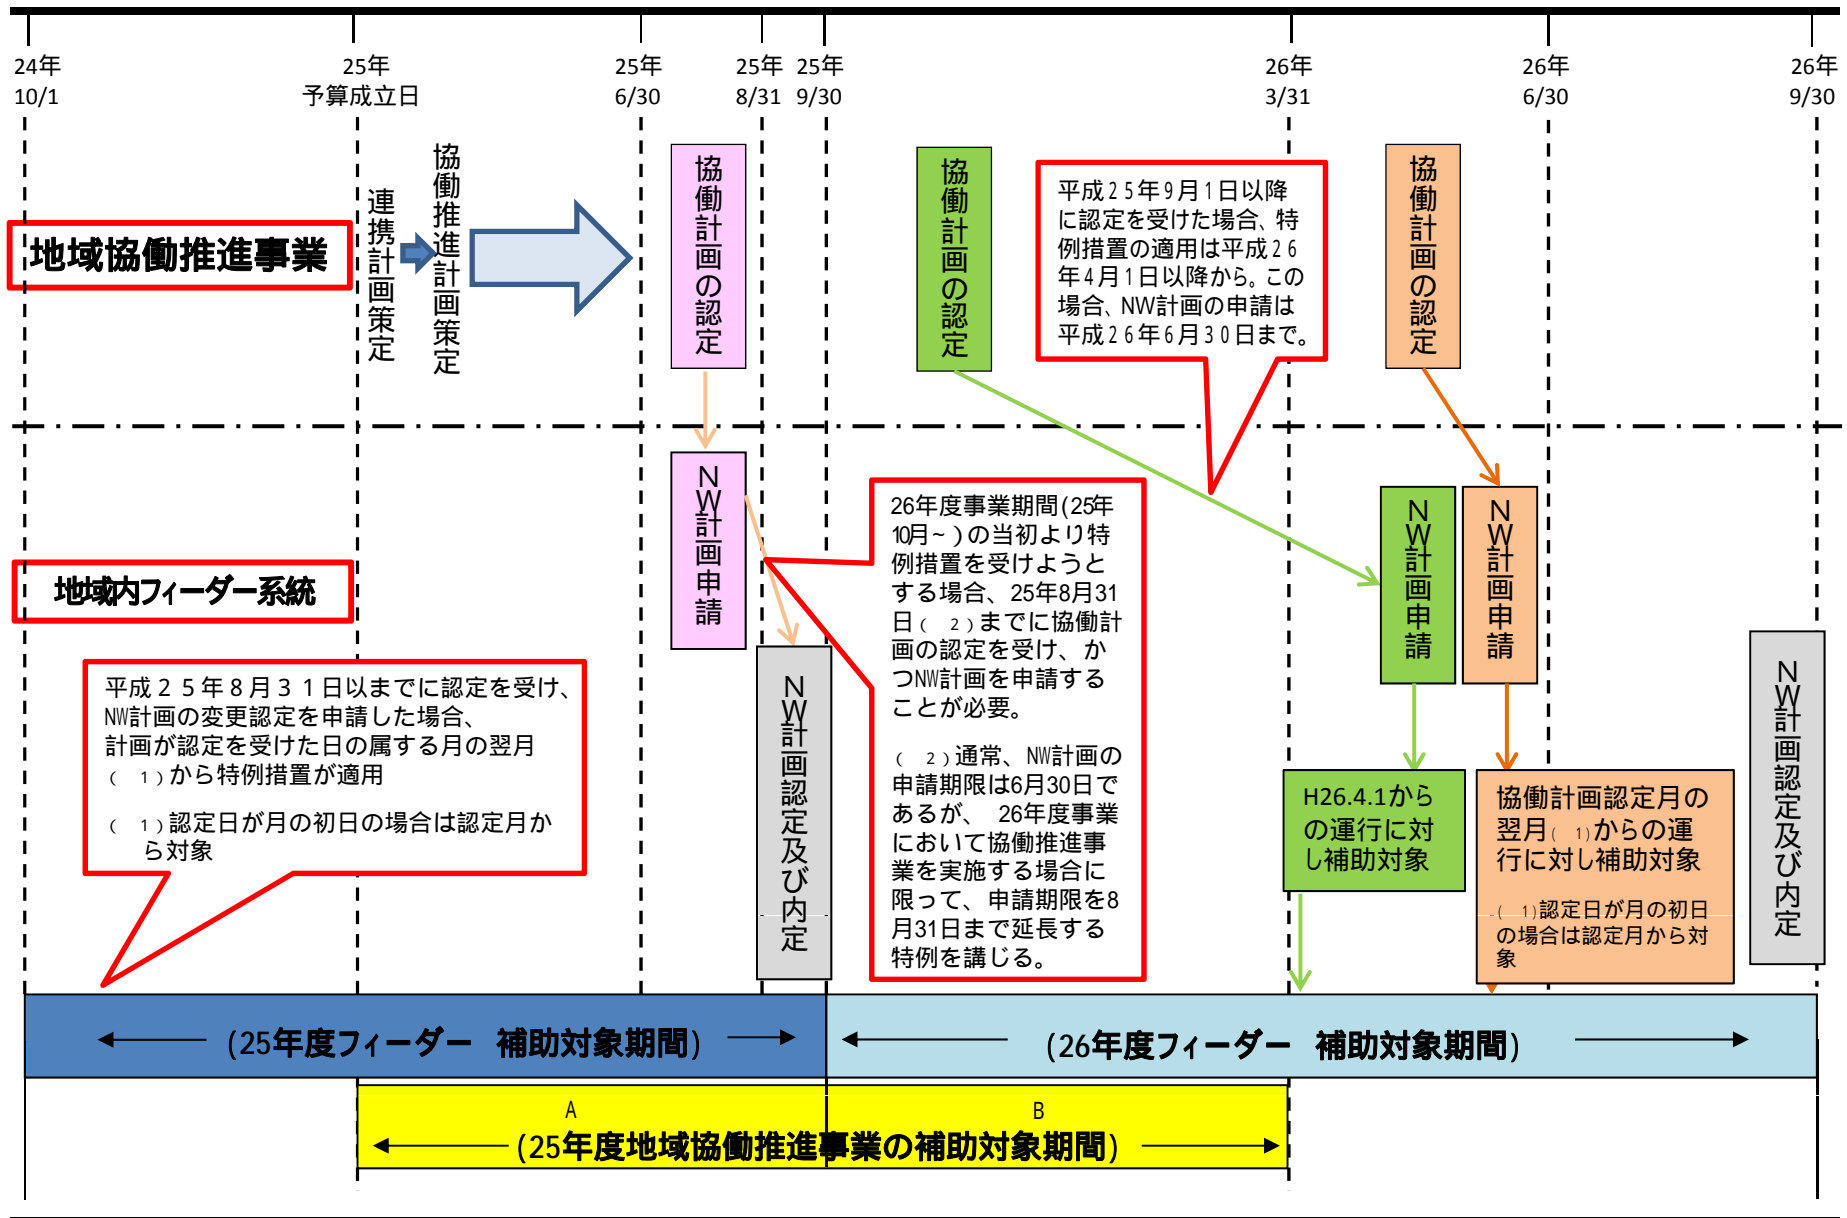 24年
10/1
25年
予算成立日
25年
6/30
25年
8/31
25年
9/30
26年
3/31
26年
6/30
26年
9/30
地域協働推進事業
連携計画策定
協働推進計画策定
協働計画の認定
協働計画の認定
平成25年9月1日以降
に認定を受けた場合、特
例措置の適用は平成26
年4月1日以降から。この
場合、NW計画の申請は
平成26年6月30日まで。
協働計画の認定
地域内フィーダー系統
NW計画申請
26年度事業期間(25年
10月~)の当初より特
例措置を受けようと
する場合、25年8月31
日( 2)までに協働計
画の認定を受け、か
つNW計画を申請する
ことが必要。
( 2)通常、NW計画の
申請期限は6月30日で
あるが、 26年度事業
において協働推進事
業を実施する場合に
限って、申請期限を8
月31日まで延長する
特例を講じる。
NW計画申請
NW計画申請
平成25年8月31日以までに認定を受け、
NW計画の変更認定を申請した場合、
計画が認定を受けた日の属する月の翌月
( 1)から特例措置が適用
( 1)認定日が月の初日の場合は認定月か
ら対象
NW計画認定及び内定
H26.4.1から
の運行に対
し補助対象
協働計画認定月の
翌月( 1)からの運
行に対し補助対象
( 1)認定日が月の初日
の場合は認定月から対
象
NW計画認定及び内定
(25年度フィーダー 補助対象期間)
(26年度フィーダー 補助対象期間)
A
B
(25年度地域協働推進事業の補助対象期間)